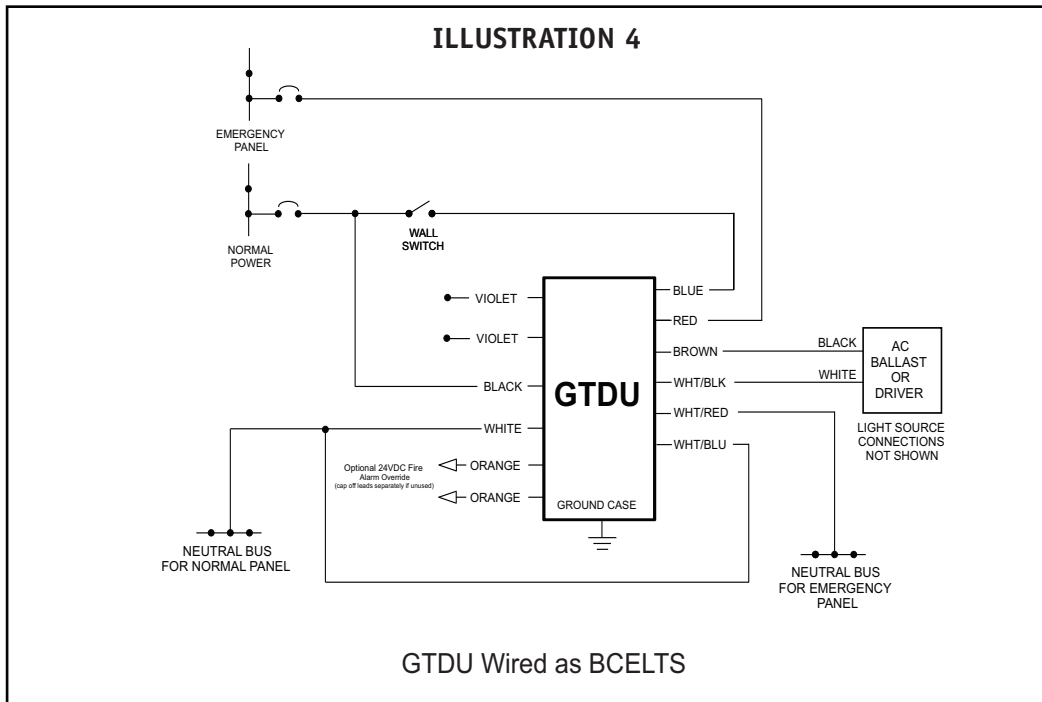 ILLUSTRATION 4
EMERGENCY
PANEL
NORMAL
POWER
WALL
SWITCH
VIOLET
VIOLET
BLACK
WHITE
Optional 24VDC Fire
Alarm Override
(cap off leads separately if unused)
ORANGE
ORANGE
GTDU
GROUND CASE
BLUE
RED
BROWN
WHT/BLK
WHT/RED
WHT/BLU
BLACK
WHITE
AC
BALLAST
OR
DRIVER
LIGHT SOURCE
CONNECTIONS
NOT SHOWN
NEUTRAL BUS
FOR NORMAL PANEL
NEUTRAL BUS
FOR EMERGENCY
PANEL
GTDU Wired as BCELTS